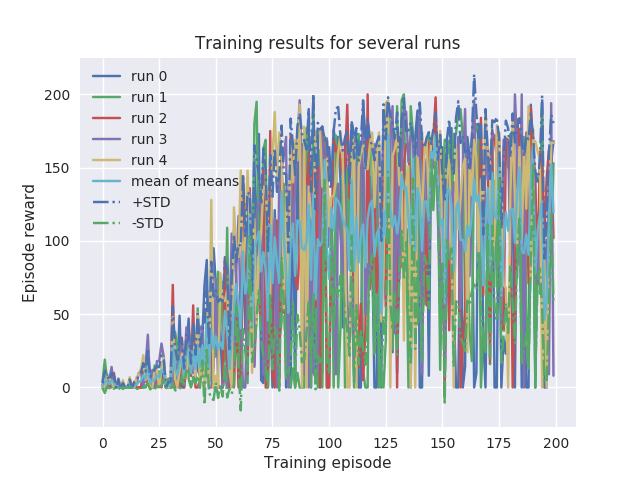 Training results for several runs
Episode reward
200
150
100
50
0
run 0
run 1
run 2
run 3
run 4
mean of means
+STD
-STD
0 25 50 75 100 125 150 175 200
Training episode